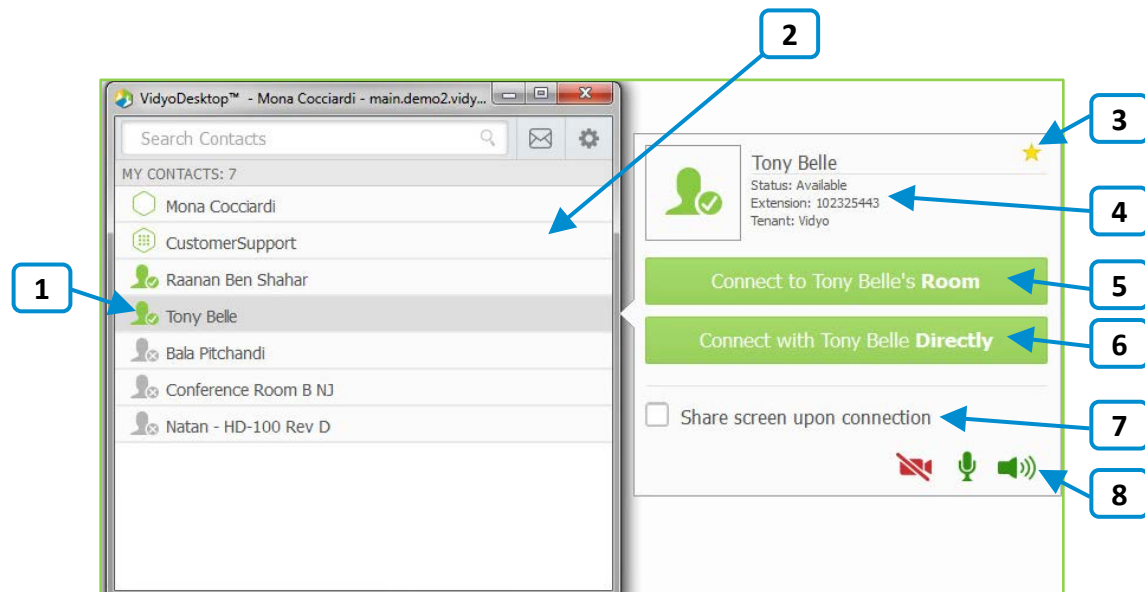 2
VidyoDesktop™ - Mona Cocciardi - main.demo2.vidy...
Search Contacts
MY CONTACTS: 7
Mona Cocciardi
CustomerSupport
Raanan Ben Shahar
1
Tony Belle
Bala Pitchandi
Conference Room B NJ
Natan - HD-100 Rev D
3
Tony Belle
Status: Available
Extension: 102325443
Tenant: Vidyo
4
Connect to Tony Belle's Room
5
Connect with Tony Belle Directly
6
Share screen upon connection
7
8